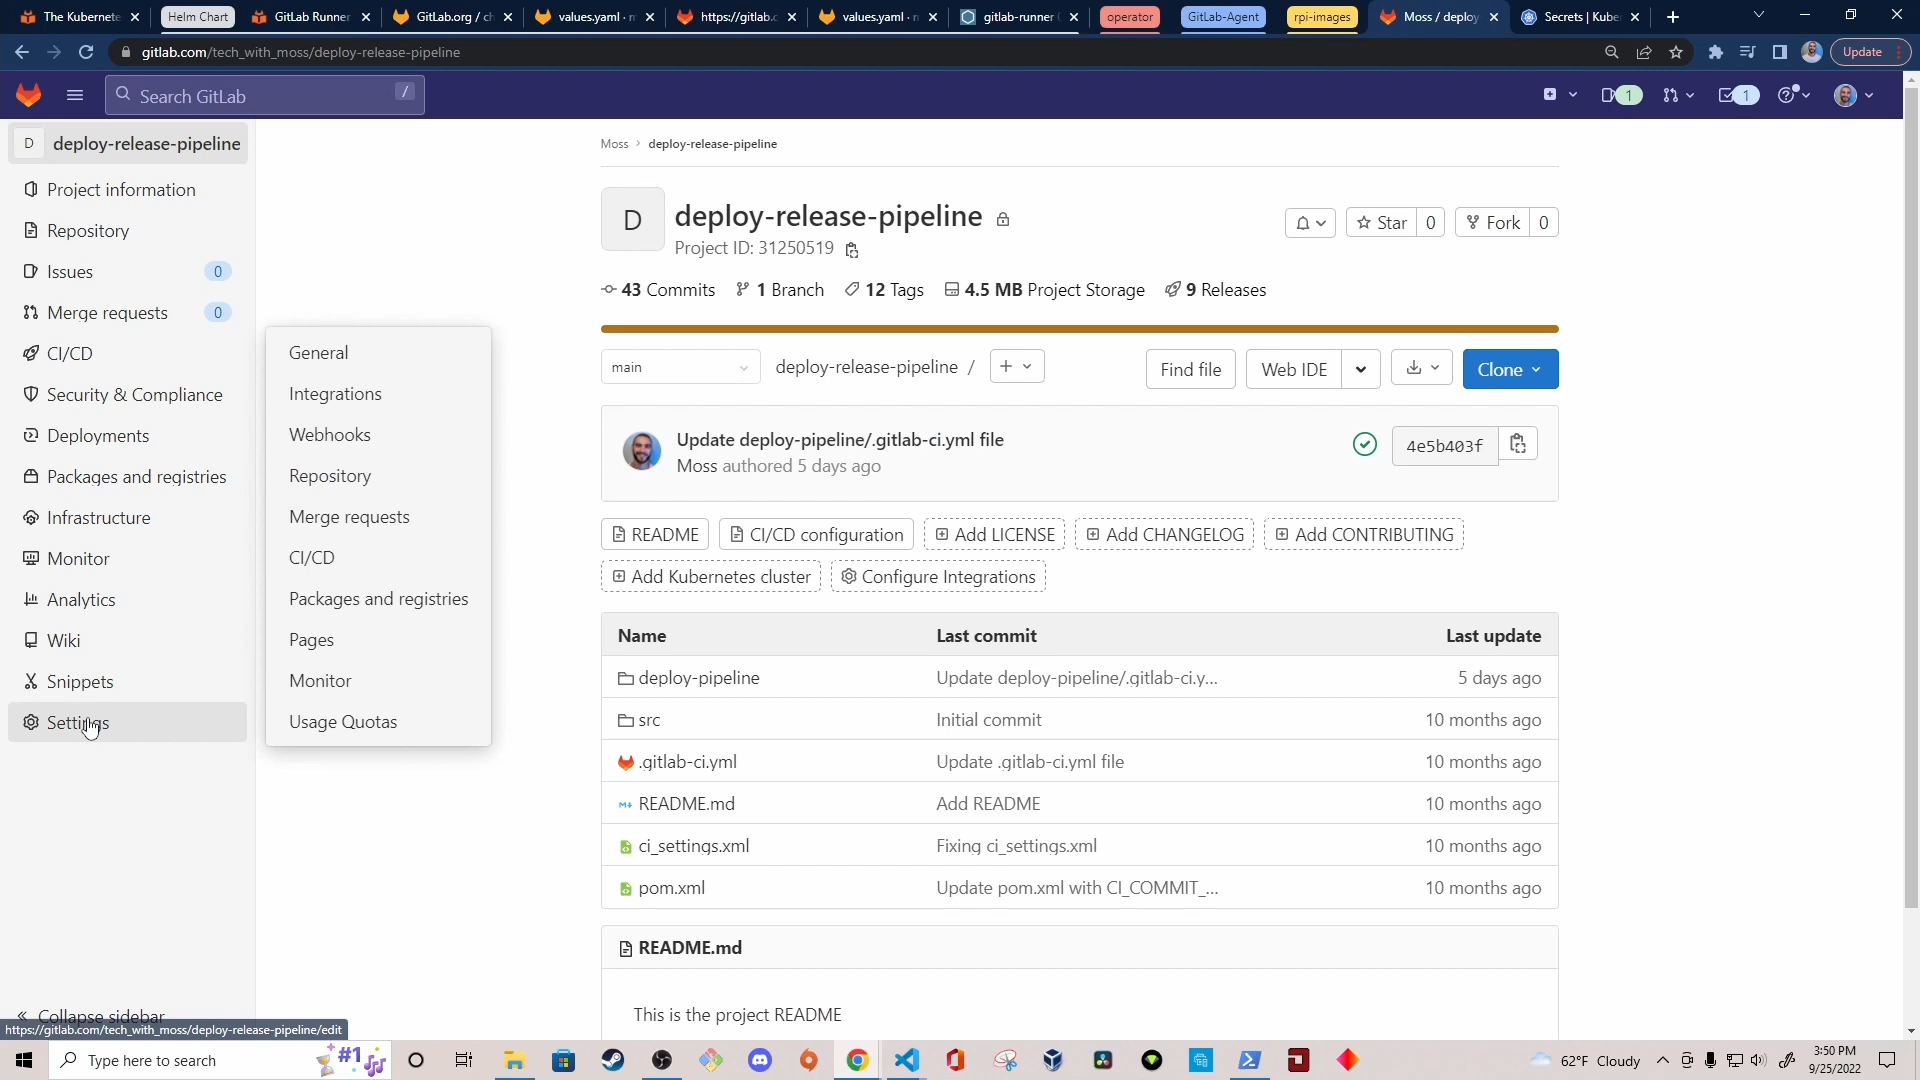 The Kubernete
Helm Chart
GitLab Runner
GitLab.org / ch
values.yaml · m
https://gitlab.c
values.yaml · m
gitlab-runner
operator
GitLab-Agent
rpi-images
Moss / deploy
Secrets | Kuber
gitlab.com/tech_with_moss/deploy-release-pipeline
Update
Search GitLab
/
1
1
D
deploy-release-pipeline
Project information
Repository
Issues
0
Merge requests
0
CI/CD
Security & Compliance
Deployments
Packages and registries
Infrastructure
Monitor
Analytics
Wiki
Snippets
Settings
Collapse sidebar
https://gitlab.com/tech_with_moss/deploy-release-pipeline/edit
General
Integrations
Webhooks
Repository
Merge requests
CI/CD
Packages and registries
Pages
Monitor
Usage Quotas
Moss › deploy-release-pipeline
D
deploy-release-pipeline
Project ID: 31250519
Star 0
Fork 0
43 Commits 1 Branch 12 Tags 4.5 MB Project Storage 9 Releases
main
deploy-release-pipeline /
+
Find file
Web IDE
Clone
Update deploy-pipeline/.gitlab-ci.yml file
Moss authored 5 days ago
4e5b403f
README
CI/CD configuration
Add LICENSE
Add CHANGELOG
Add CONTRIBUTING
Add Kubernetes cluster
Configure Integrations
Name Last commit Last update
deploy-pipeline Update deploy-pipeline/.gitlab-ci.y... 5 days ago
src Initial commit 10 months ago
.gitlab-ci.yml Update .gitlab-ci.yml file 10 months ago
README.md Add README 10 months ago
ci_settings.xml Fixing ci_settings.xml 10 months ago
pom.xml Update pom.xml with CI_COMMIT_... 10 months ago
README.md
This is the project README
Type here to search
#1
62°F Cloudy
3:50 PM
9/25/2022